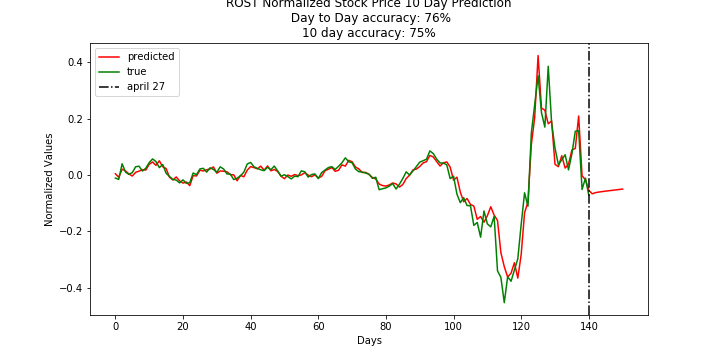 ROST Normalized Stock Price 10 Day Prediction
Day to Day accuracy: 76%
10 day accuracy: 75%
predicted
true
april 27
Normalized Values
0.4
0.2
0.0
−0.2
−0.4
0 20 40 60 80 100 120 140
Days